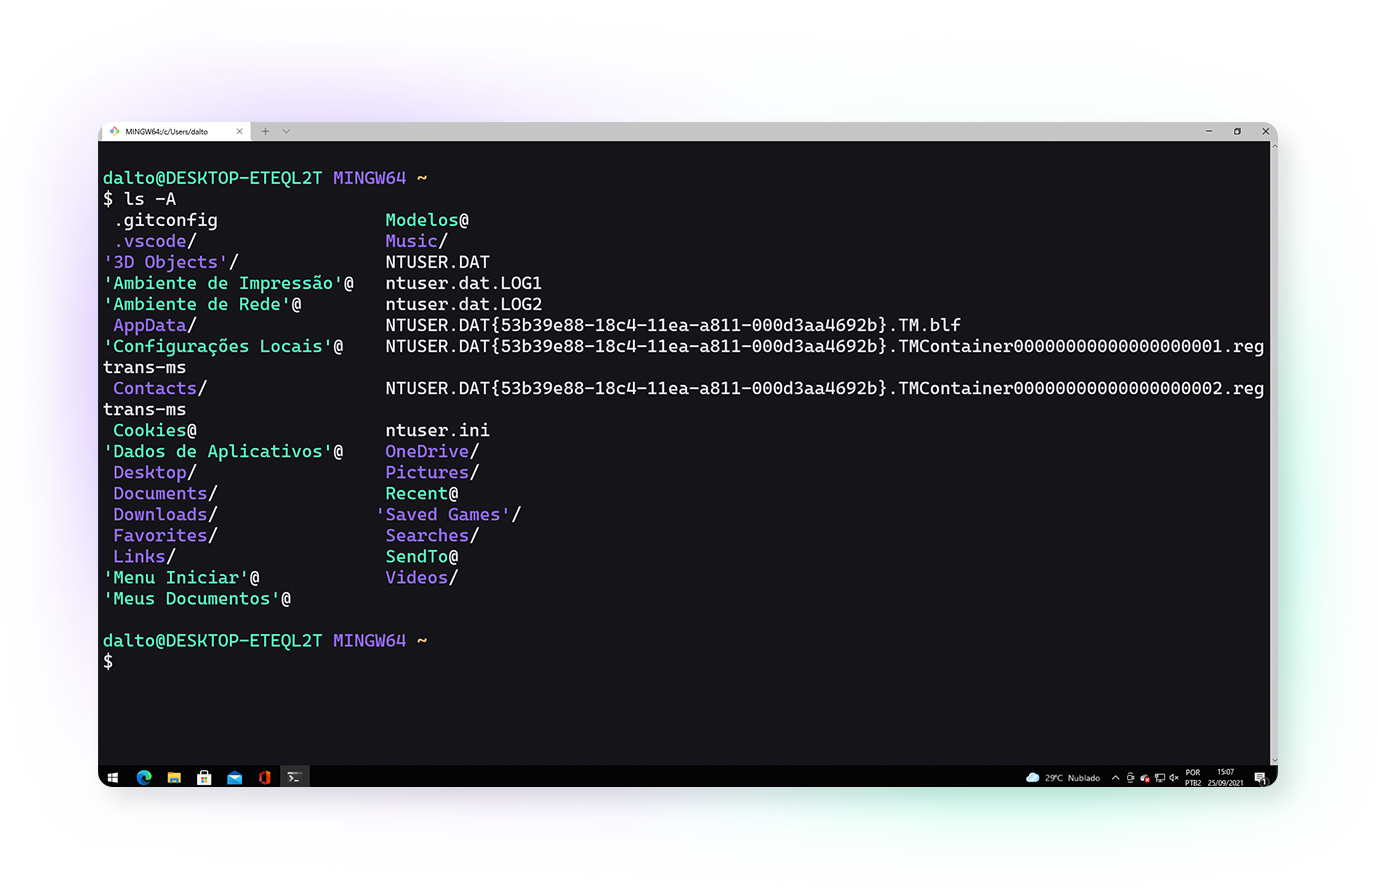 MINGW64:/c/Users/dalto
dalto@DESKTOP-ETEQL2T MINGW64 ~
$ ls -A
.gitconfig Modelos@
.vscode/ Music/
'3D Objects'/ NTUSER.DAT
'Ambiente de Impressão'@ ntuser.dat.LOG1
'Ambiente de Rede'@ ntuser.dat.LOG2
AppData/ NTUSER.DAT{53b39e88-18c4-11ea-a811-000d3aa4692b}.TM.blf
'Configurações Locais'@ NTUSER.DAT{53b39e88-18c4-11ea-a811-000d3aa4692b}.TMContainer00000000000000000001.reg
trans-ms
Contacts/ NTUSER.DAT{53b39e88-18c4-11ea-a811-000d3aa4692b}.TMContainer00000000000000000002.reg
trans-ms
Cookies@ ntuser.ini
'Dados de Aplicativos'@ OneDrive/
Desktop/ Pictures/
Documents/ Recent@
Downloads/ 'Saved Games'/
Favorites/ Searches/
Links/ SendTo@
'Menu Iniciar'@ Videos/
'Meus Documentos'@
dalto@DESKTOP-ETEQL2T MINGW64 ~
$
29°C Nublado
POR 15:07
PTB2 25/09/2021
1